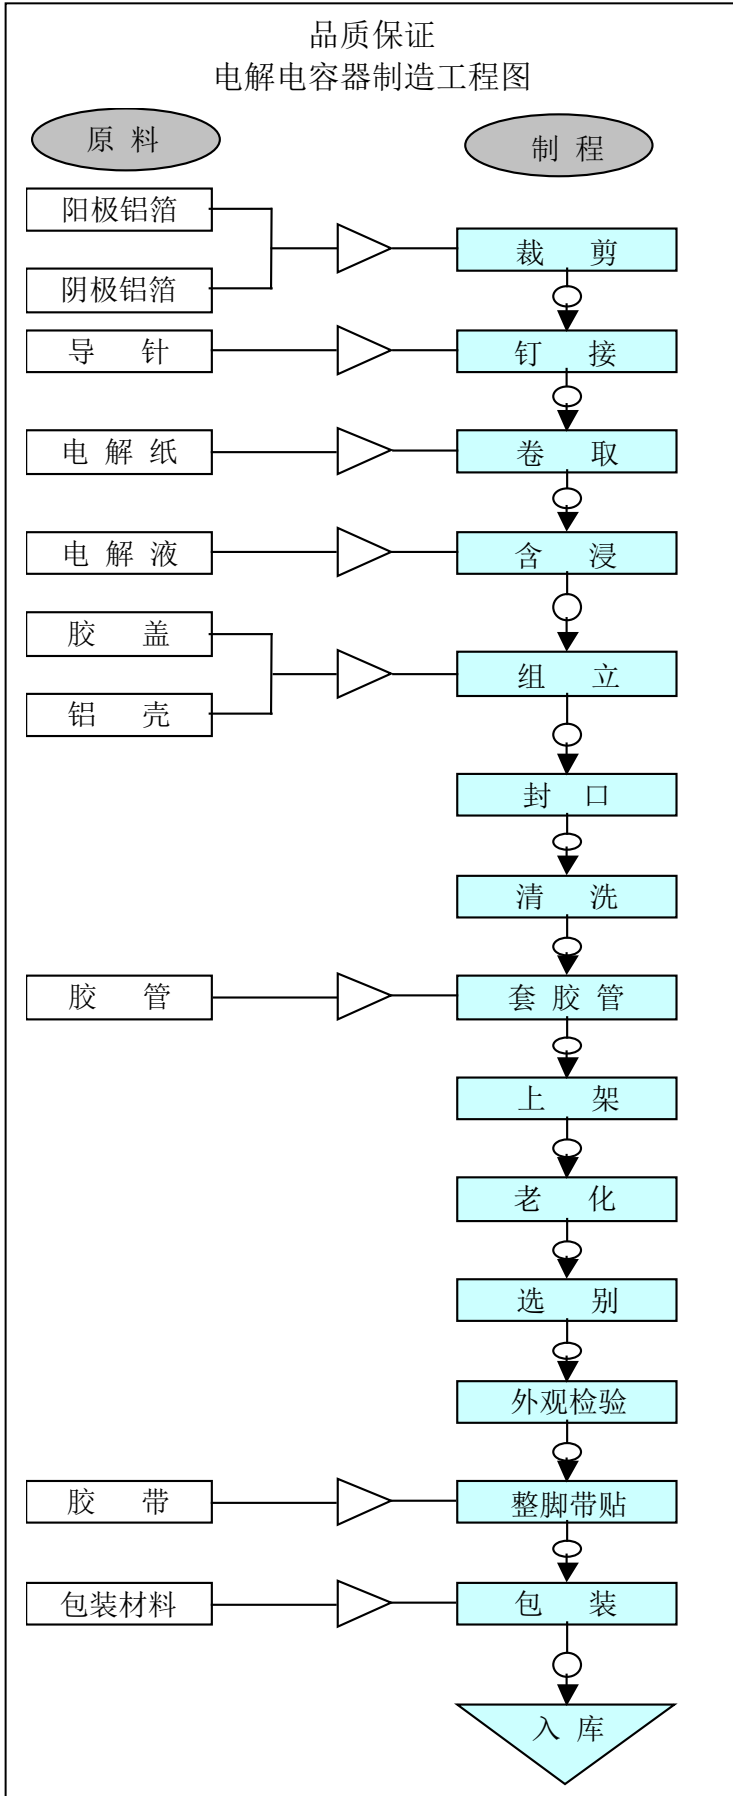 品质保证
电解电容器制造工程图
原 料
制 程
阳极铝箔
阴极铝箔
裁 剪
导 针
钉 接
电 解 纸
卷 取
电 解 液
含 浸
胶 盖
铝 壳
组 立
封 口
清 洗
胶 管
套 胶 管
上 架
老 化
选 别
外观检验
胶 带
整脚带贴
包装材料
包 装
入 库